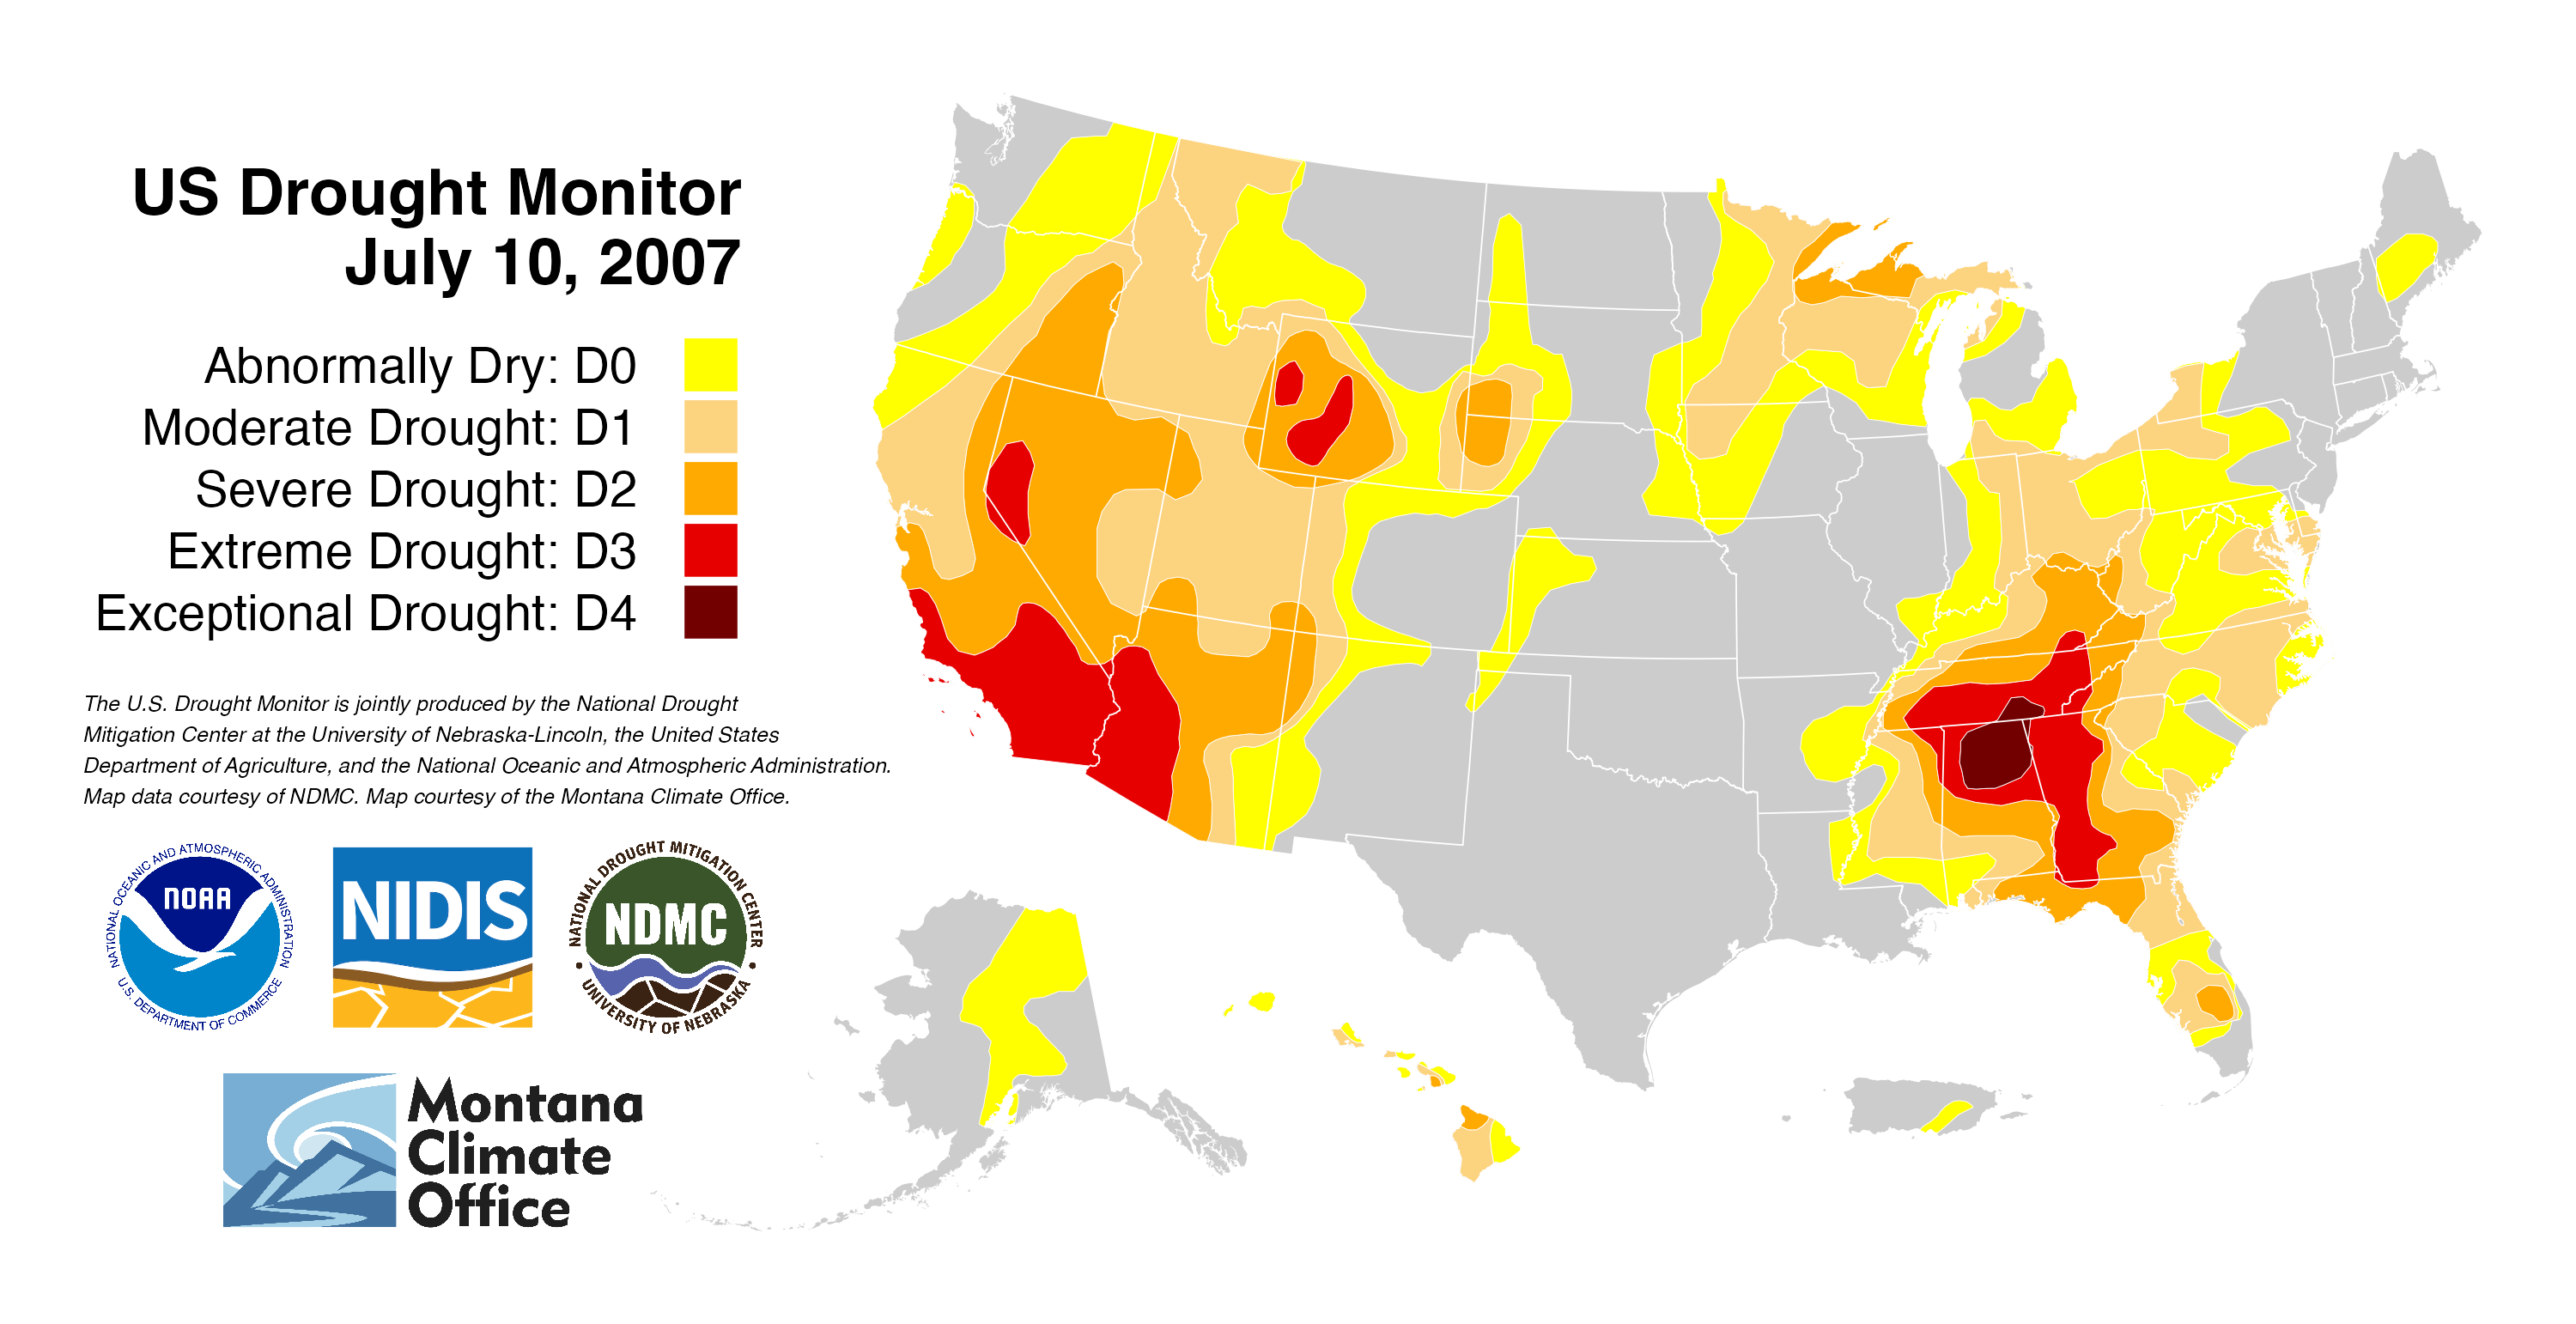 US Drought Monitor
July 10, 2007
Abnormally Dry: D0
Moderate Drought: D1
Severe Drought: D2
Extreme Drought: D3
Exceptional Drought: D4
The U.S. Drought Monitor is jointly produced by the National Drought
Mitigation Center at the University of Nebraska-Lincoln, the United States
Department of Agriculture, and the National Oceanic and Atmospheric Administration.
Map data courtesy of NDMC. Map courtesy of the Montana Climate Office.
NATIONAL OCEANIC AND ATMOSPHERIC ADMINISTRATION
NOAA
U.S. DEPARTMENT OF COMMERCE
NIDIS
NATIONAL DROUGHT MITIGATION CENTER
NDMC
UNIVERSITY OF NEBRASKA
Montana
Climate
Office